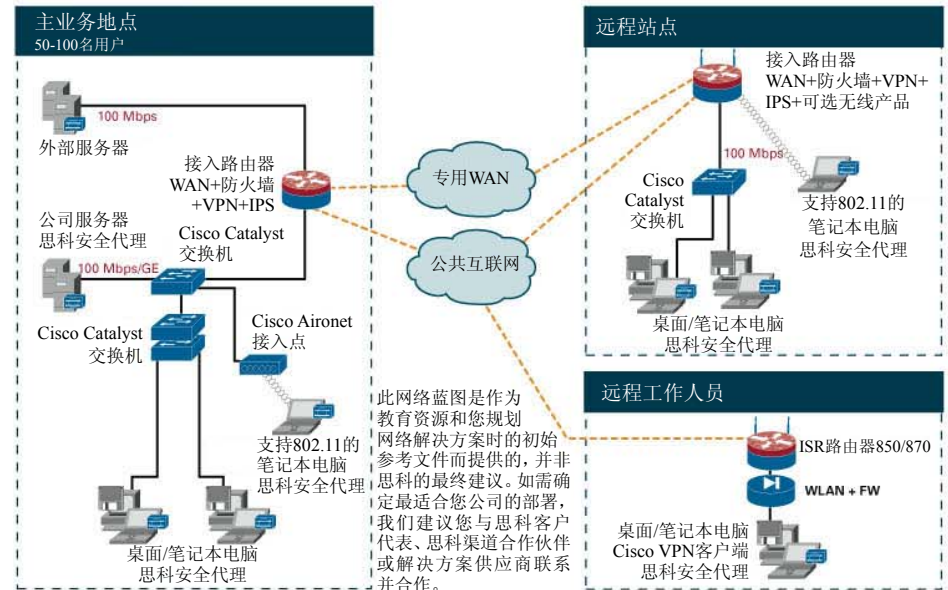 主业务地点
50-100名用户
100 Mbps
外部服务器
接入路由器
WAN+防火墙
+VPN+IPS
公司服务器
思科安全代理
Cisco Catalyst
交换机
100 Mbps/GE
Cisco Catalyst
交换机
Cisco Aironet
接入点
支持802.11的
笔记本电脑
思科安全代理
桌面/笔记本电脑
思科安全代理
专用WAN
公共互联网
此网络蓝图是作为
教育资源和您规划
网络解决方案时的初始
参考文件而提供的，并非
思科的最终建议。如需确
定最适合您公司的部署，
我们建议您与思科客户
代表、思科渠道合作伙伴
或解决方案供应商联系
并合作。
远程站点
接入路由器
WAN+防火墙+VPN+
IPS+可选无线产品
100 Mbps
Cisco
Catalyst
交换机
支持802.11的
笔记本电脑
思科安全代理
桌面/笔记本电脑
思科安全代理
远程工作人员
ISR路由器850/870
WLAN + FW
桌面/笔记本电脑
Cisco VPN客户端
思科安全代理